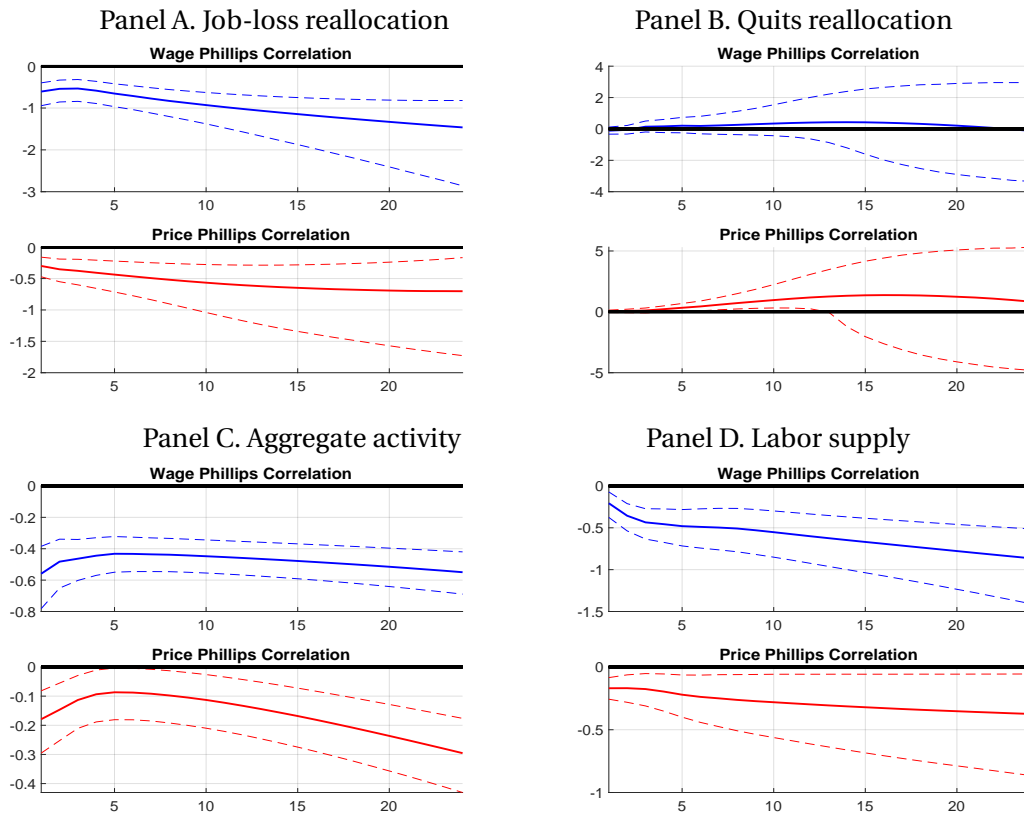 Panel A. Job-loss reallocation
Wage Phillips Correlation
0
-1
-2
-3
5 10 15 20
Price Phillips Correlation
0
-0.5
-1
-1.5
-2
5 10 15 20
Panel B. Quits reallocation
Wage Phillips Correlation
4
2
0
-2
-4
5 10 15 20
Price Phillips Correlation
5
0
-5
5 10 15 20
Panel C. Aggregate activity
Wage Phillips Correlation
0
-0.2
-0.4
-0.6
-0.8
5 10 15 20
Price Phillips Correlation
0
-0.1
-0.2
-0.3
-0.4
5 10 15 20
Panel D. Labor supply
Wage Phillips Correlation
0
-0.5
-1
-1.5
5 10 15 20
Price Phillips Correlation
0
-0.5
-1
5 10 15 20